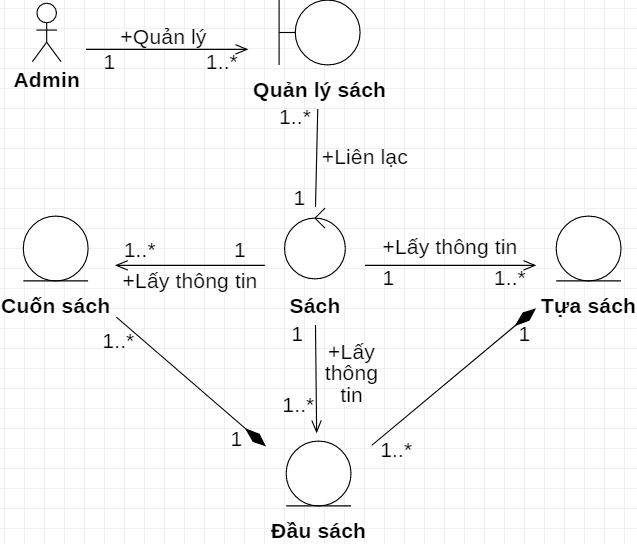 +Quản lý
1
1..*
Admin
Quản lý sách
1..*
+Liên lạc
1
1..*
1
+Lấy thông tin
+Lấy thông tin
1
1..*
Cuốn sách
Sách
Tựa sách
1..*
1
1
+Lấy
thông
tin
1..*
1
1..*
Đầu sách